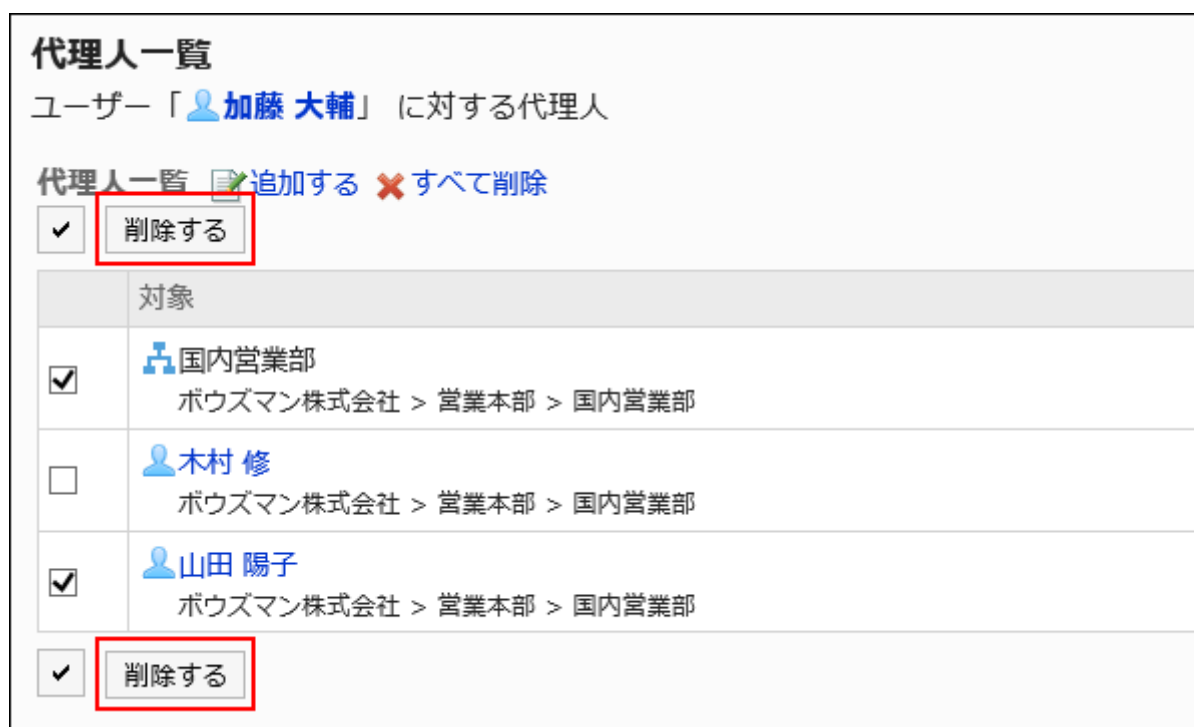 代理人一覧
ユーザー「加藤 大輔」 に対する代理人
代理人一覧 追加する すべて削除
削除する
対象
国内営業部
ボウズマン株式会社 > 営業本部 > 国内営業部
木村 修
ボウズマン株式会社 > 営業本部 > 国内営業部
山田 陽子
ボウズマン株式会社 > 営業本部 > 国内営業部
削除する